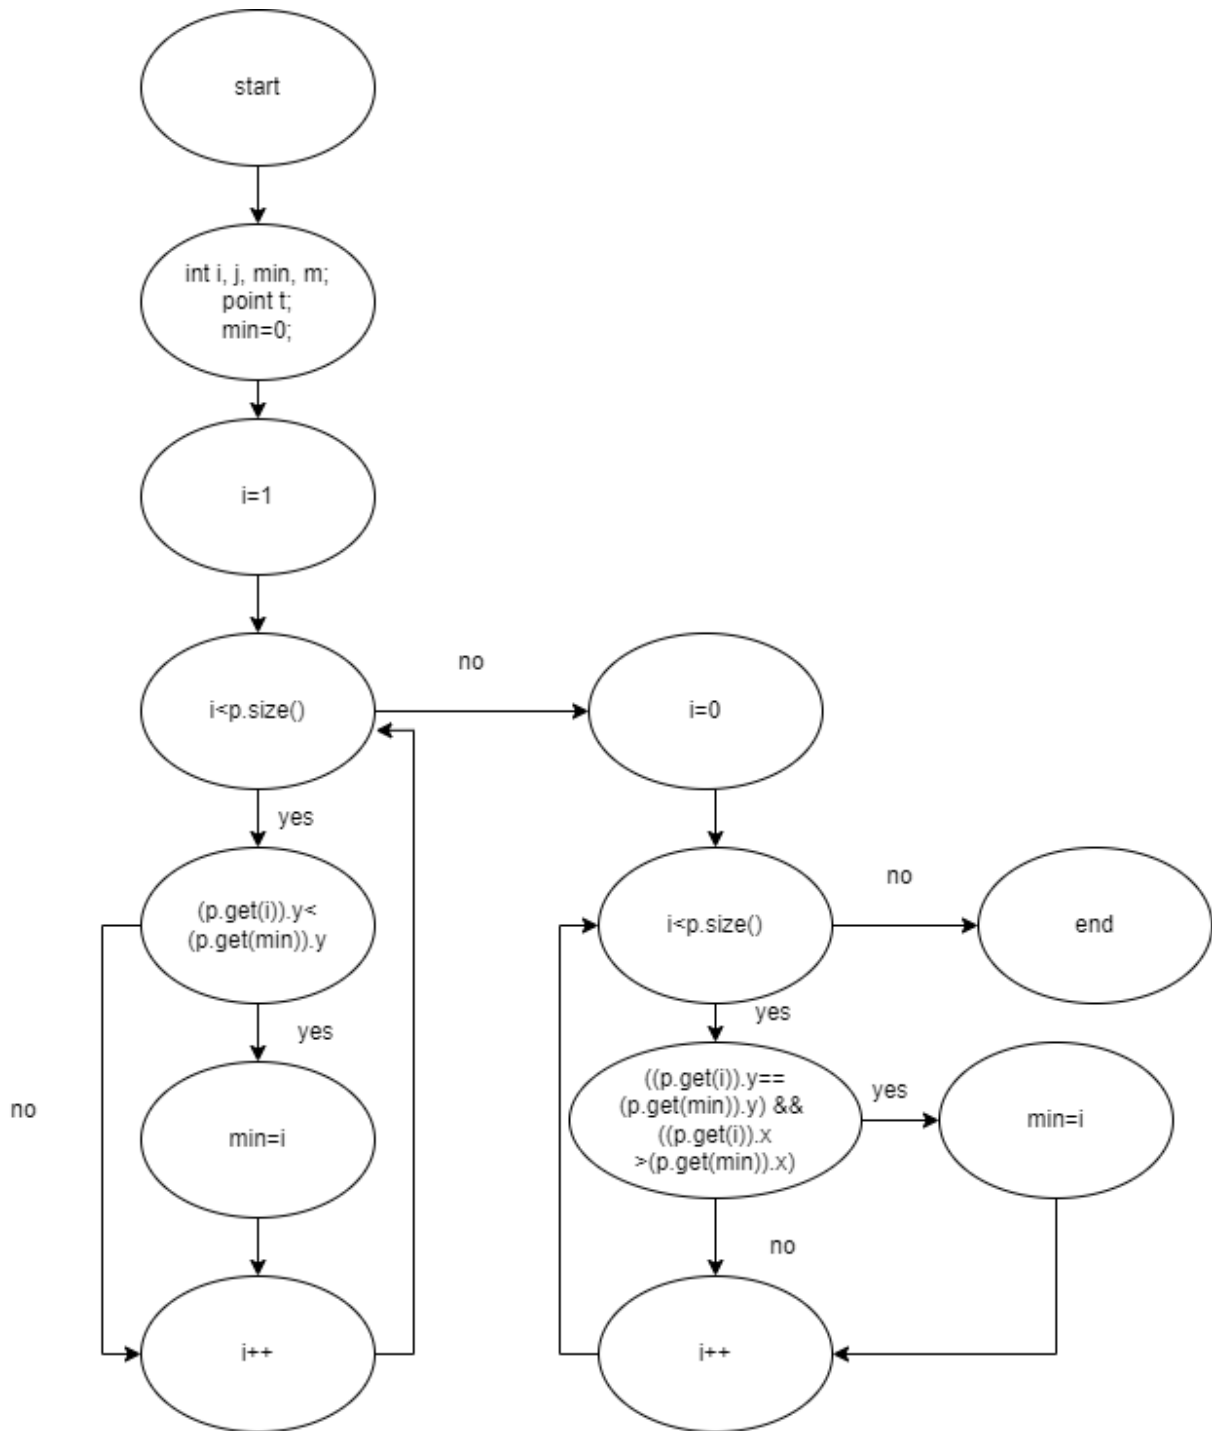 start
int i, j, min, m;
point t;
min=0;
i=1
i<p.size()
no
i=0
yes
(p.get(i)).y<
(p.get(min)).y
yes
no
min=i
i++
i<p.size()
no
end
yes
((p.get(i)).y==
(p.get(min)).y) &&
((p.get(i)).x
>(p.get(min)).x)
yes
min=i
no
i++